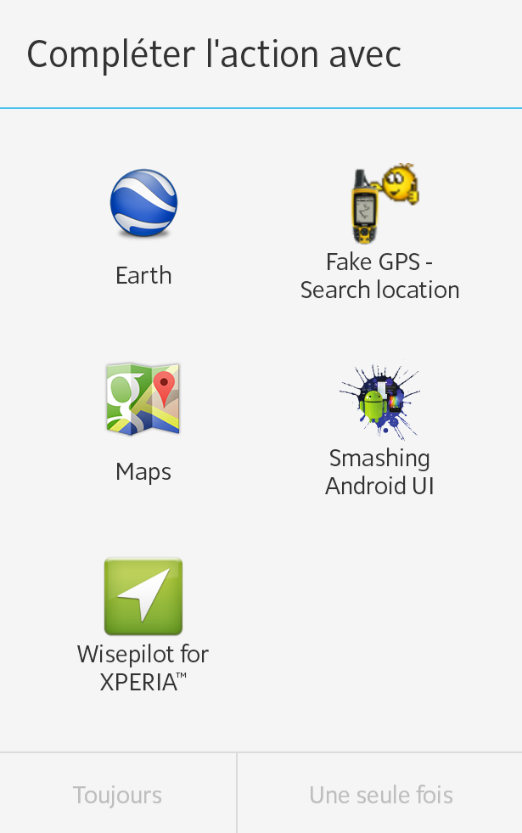 Compléter l'action avec
Earth
Fake GPS -
Search location
Maps
Smashing
Android UI
Wisepilot for
XPERIA™
Toujours
Une seule fois